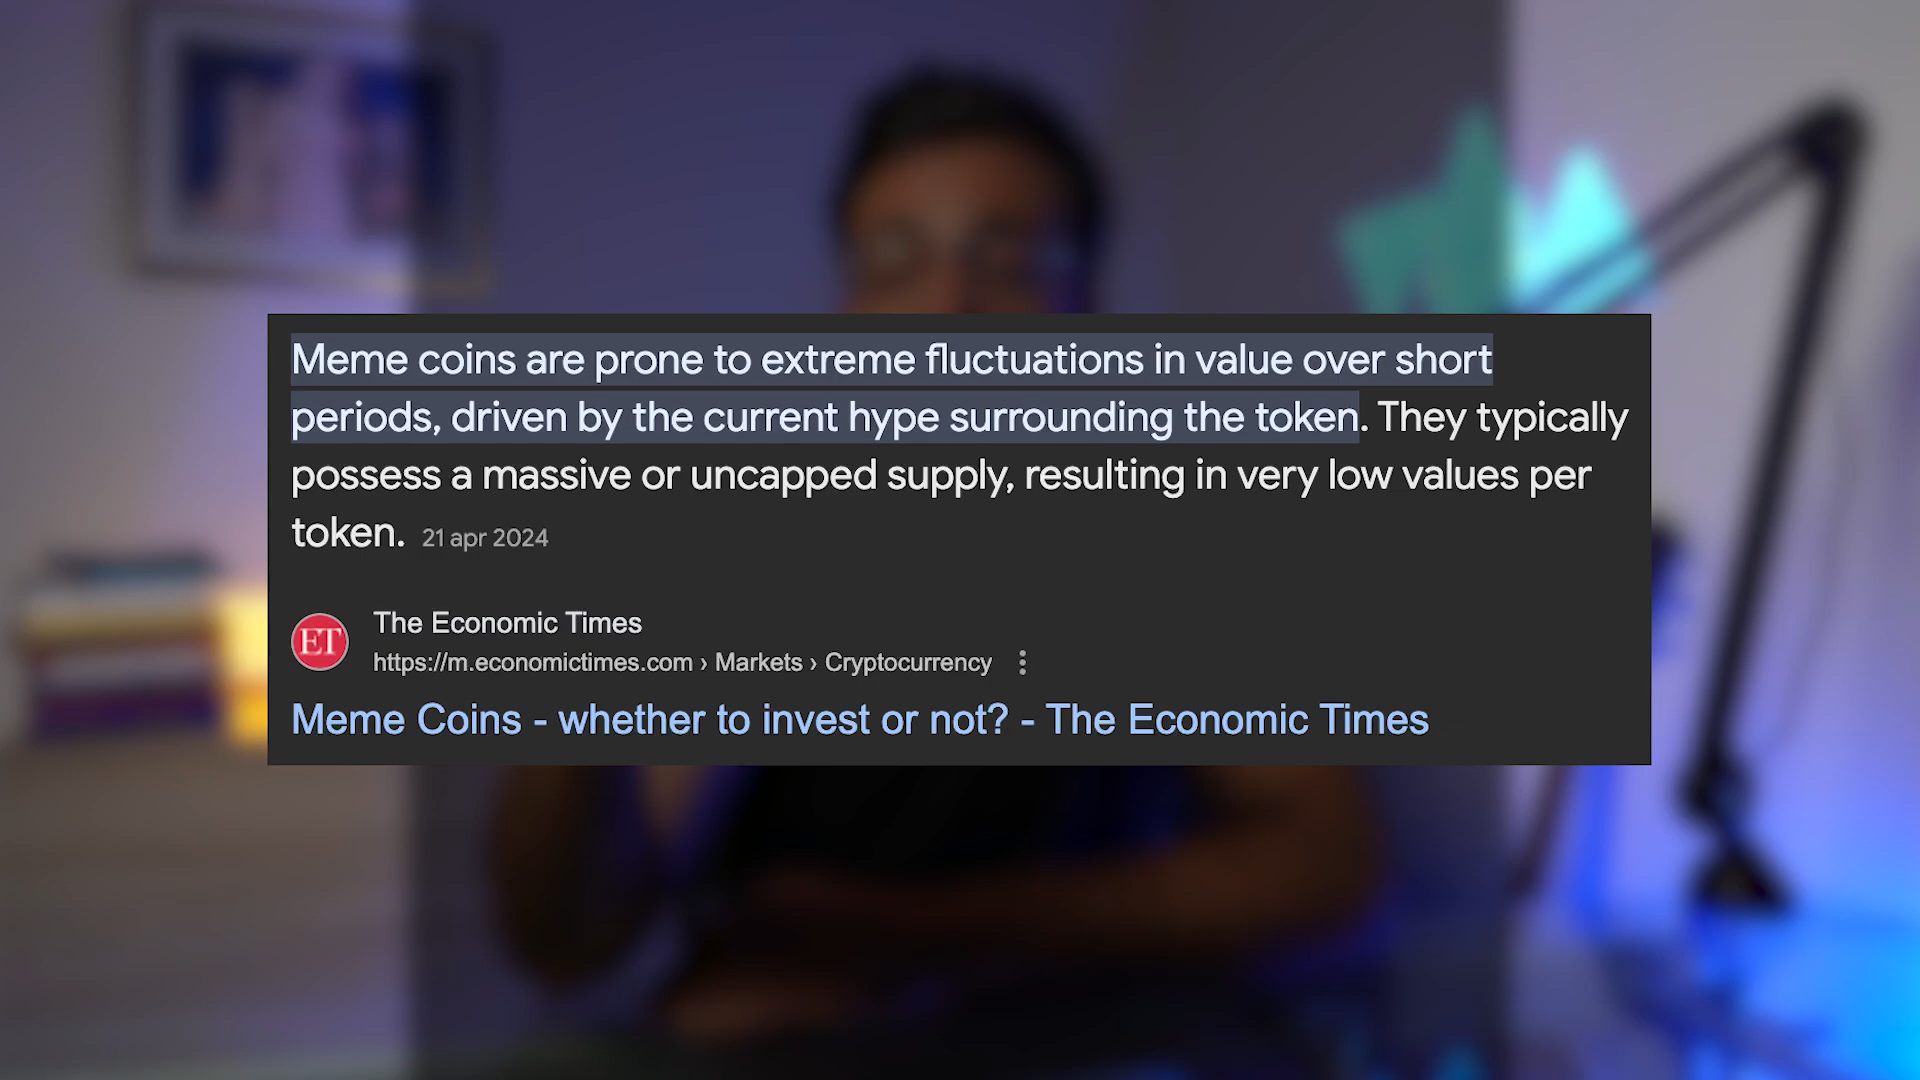 Meme coins are prone to extreme fluctuations in value over short
periods, driven by the current hype surrounding the token. They typically
possess a massive or uncapped supply, resulting in very low values per
token. 21 apr 2024
ET
The Economic Times
https://m.economictimes.com › Markets › Cryptocurrency
Meme Coins - whether to invest or not? - The Economic Times